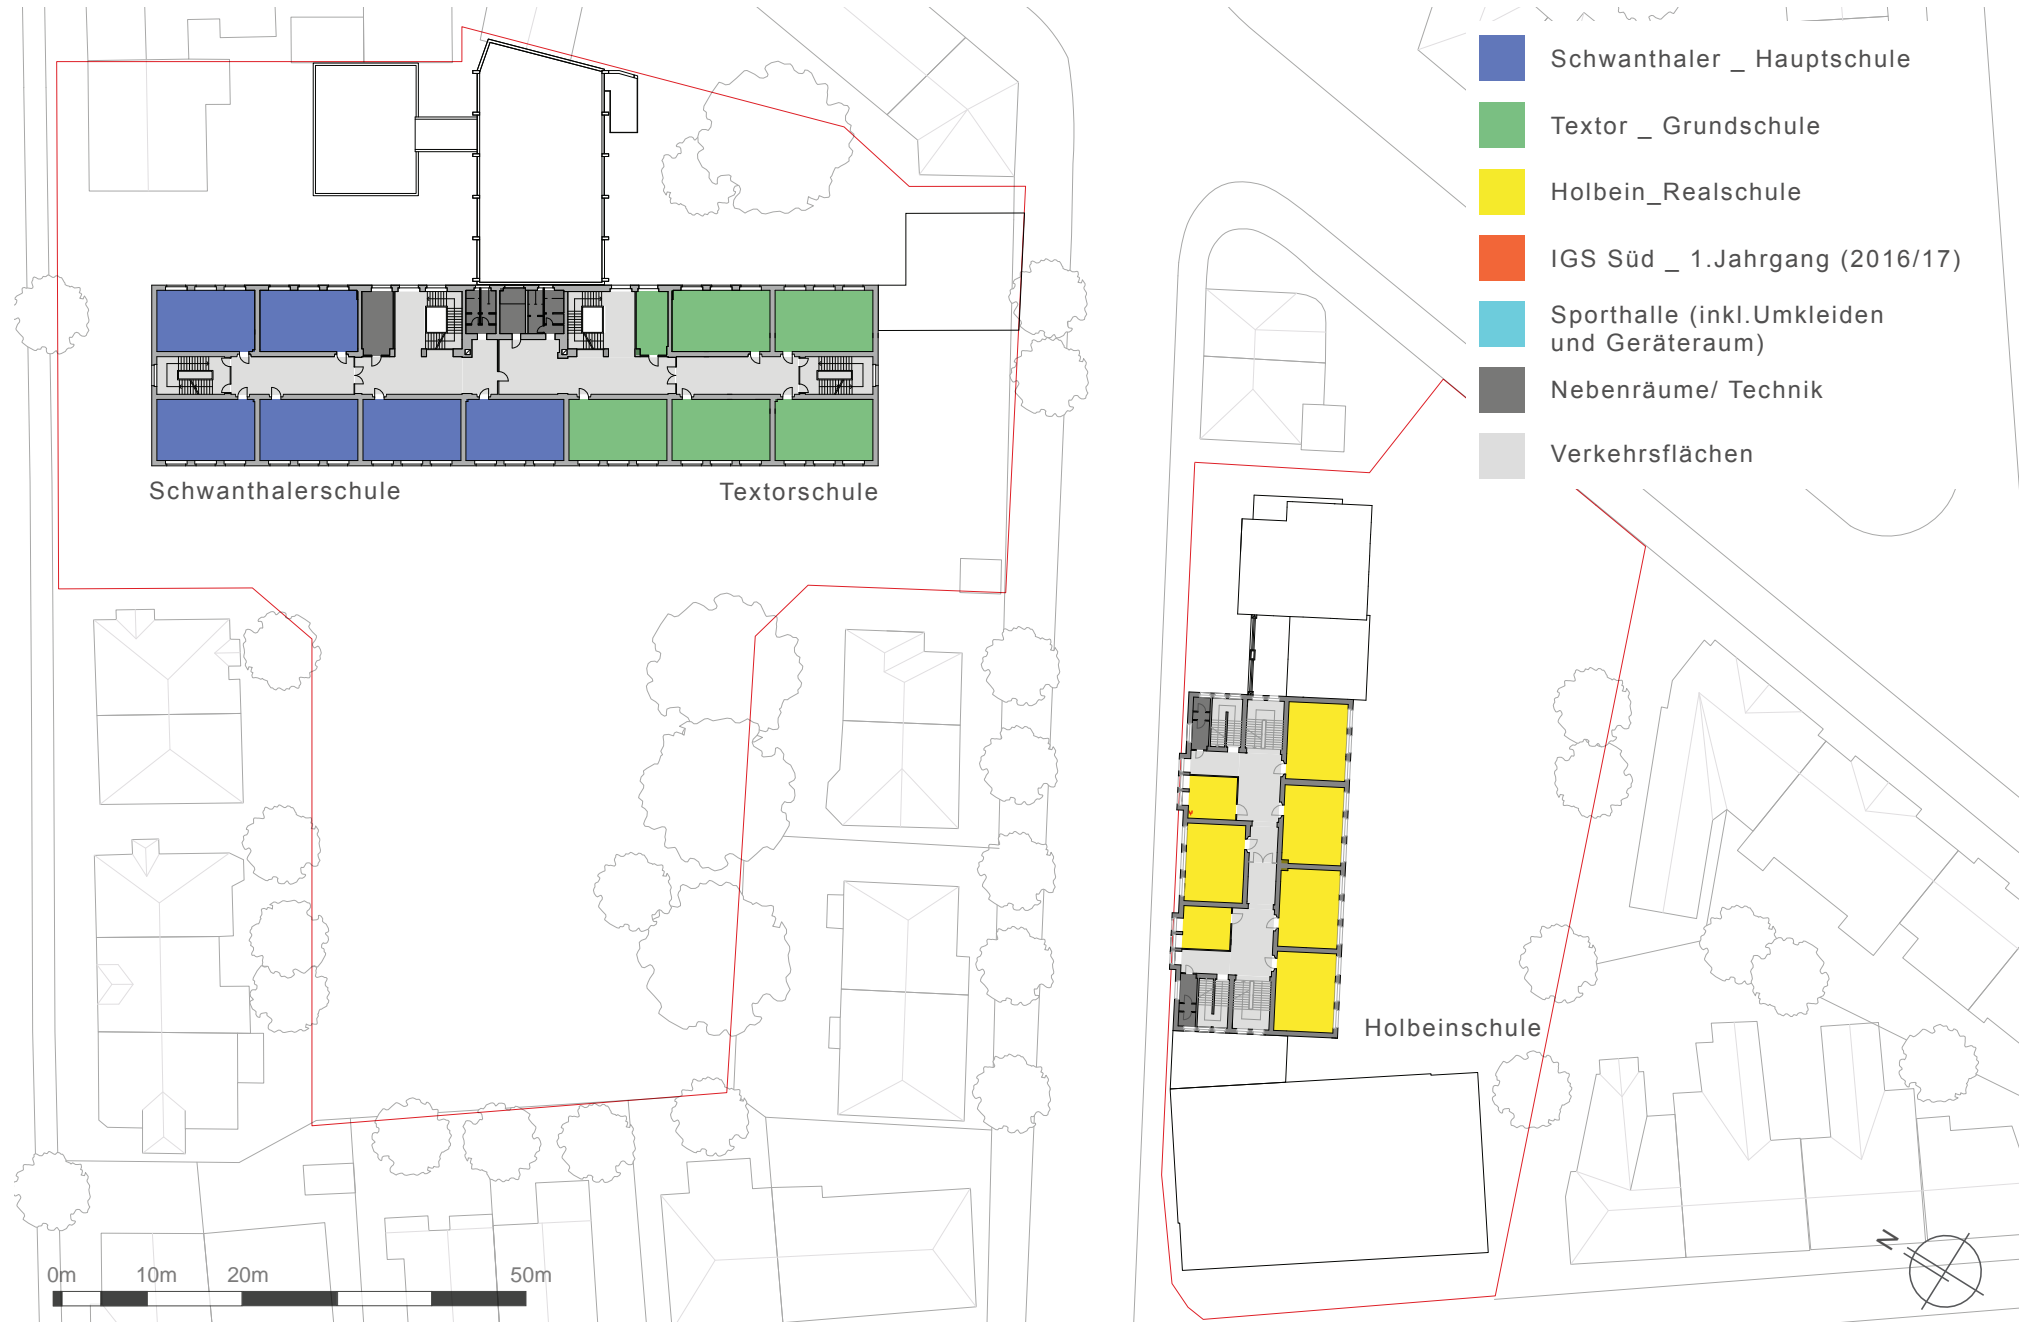 Schwanthaler _ Hauptschule
Textor _ Grundschule
Holbein_Realschule
IGS Süd _ 1.Jahrgang (2016/17)
Sporthalle (inkl.Umkleiden
und Geräteraum)
Nebenräume/ Technik
Verkehrsflächen
Schwanthalerschule
Textorschule
Holbeinschule
0m 10m 20m 50m
N